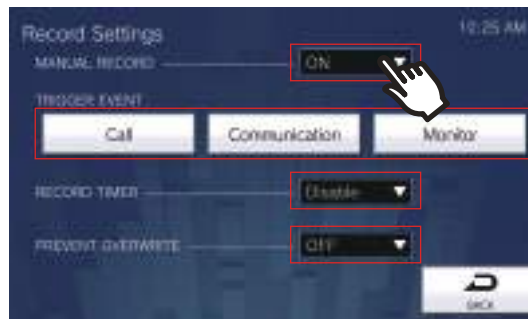 Record Settings 10:25 AM
MANUAL RECORD ON
TRIGGER EVENT
Call Communication Monitor
RECORD TIMER Disable
PREVENT OVERWRITE OFF
BACK